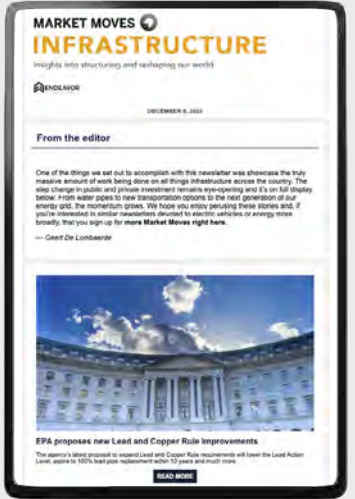 MARKET MOVES
INFRASTRUCTURE
Insights into structuring and reshaping our world
ENDEAVOR
DECEMBER 8, 2023
From the editor
One of the things we set out to accomplish with this newsletter was showcase the truly
massive amount of work being done on all things infrastructure across the country. The
step change in public and private investment remains eye-opening and it's on full display
below. From water pipes to new transportation options to the next generation of our
energy grid, the momentum grows. We hope you enjoy perusing these stories and, if
you're interested in similar newsletters devoted to electric vehicles or energy more
broadly, that you sign up for more Market Moves right here.
— Geert De Lombaerde
EPA proposes new Lead and Copper Rule Improvements
The agency's latest proposal to expand Lead and Copper Rule requirements will lower the Lead Action
Level, aspire to 100% lead pipe replacement within 10 years and much more.
READ MORE